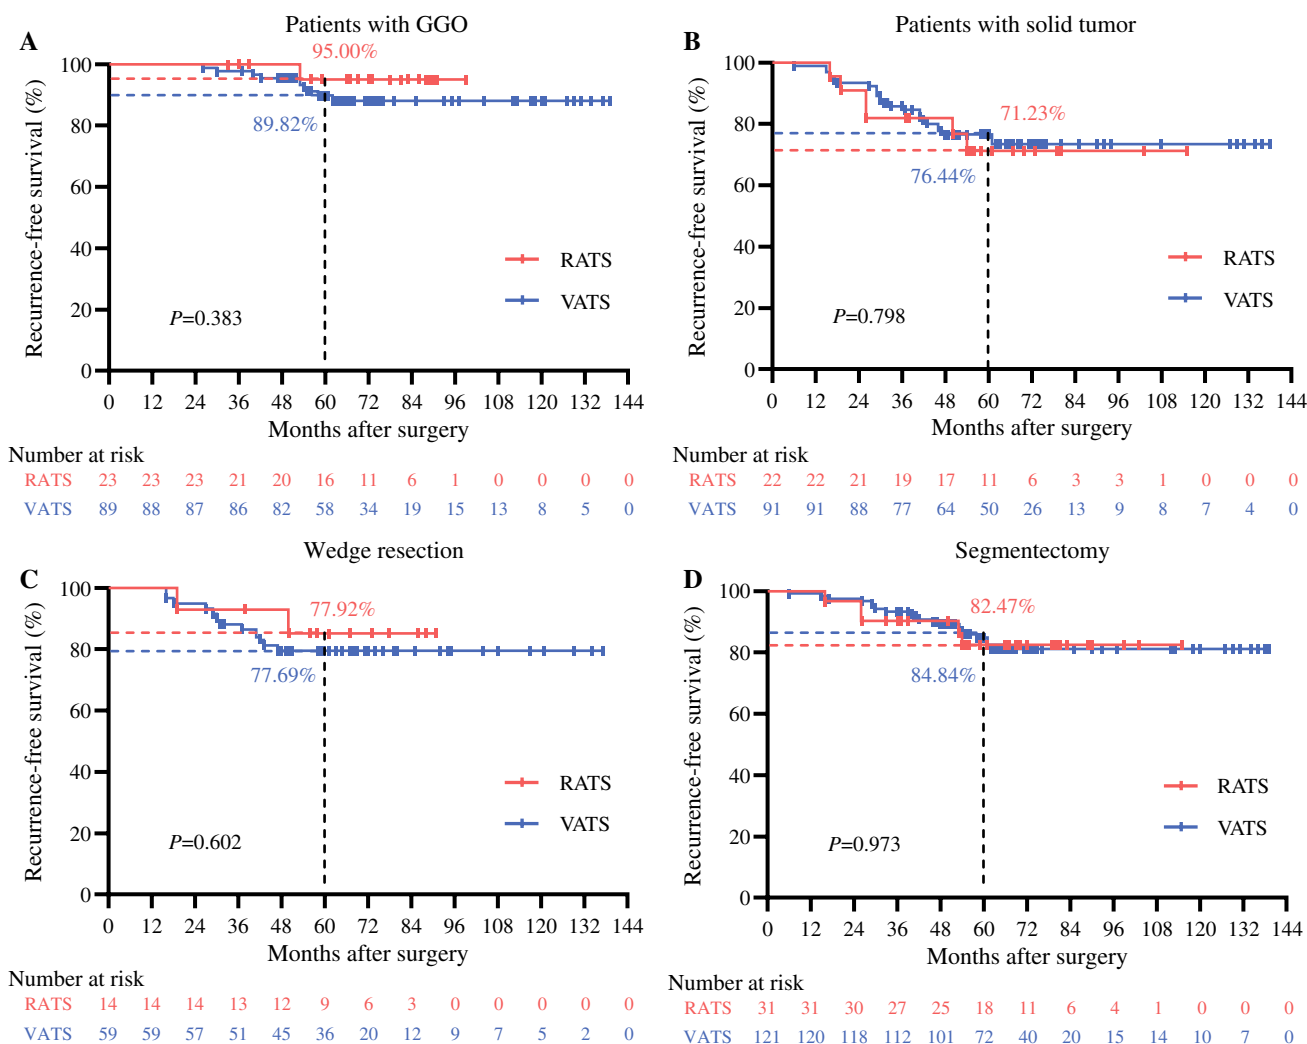 A
Patients with GGO
Recurrence-free survival (%)
100
80
60
40
20
0
95.00%
89.82%
RATS
VATS
P=0.383
0 12 24 36 48 60 72 84 96 108 120 132 144
Months after surgery
Number at risk
RATS 23 23 23 21 20 16 11 6 1 0 0 0 0
VATS 89 88 87 86 82 58 34 19 15 13 8 5 0
B
Patients with solid tumor
Recurrence-free survival (%)
100
80
60
40
20
0
71.23%
76.44%
RATS
VATS
P=0.798
0 12 24 36 48 60 72 84 96 108 120 132 144
Months after surgery
Number at risk
RATS 22 22 21 19 17 11 6 3 3 1 0 0 0
VATS 91 91 88 77 64 50 26 13 9 8 7 4 0
C
Wedge resection
Recurrence-free survival (%)
100
80
60
40
20
0
77.92%
77.69%
RATS
VATS
P=0.602
0 12 24 36 48 60 72 84 96 108 120 132 144
Months after surgery
Number at risk
RATS 14 14 14 13 12 9 6 3 0 0 0 0 0
VATS 59 59 57 51 45 36 20 12 9 7 5 2 0
D
Segmentectomy
Recurrence-free survival (%)
100
80
60
40
20
0
82.47%
84.84%
RATS
VATS
P=0.973
0 12 24 36 48 60 72 84 96 108 120 132 144
Months after surgery
Number at risk
RATS 31 31 30 27 25 18 11 6 4 1 0 0 0
VATS 121 120 118 112 101 72 40 20 15 14 10 7 0